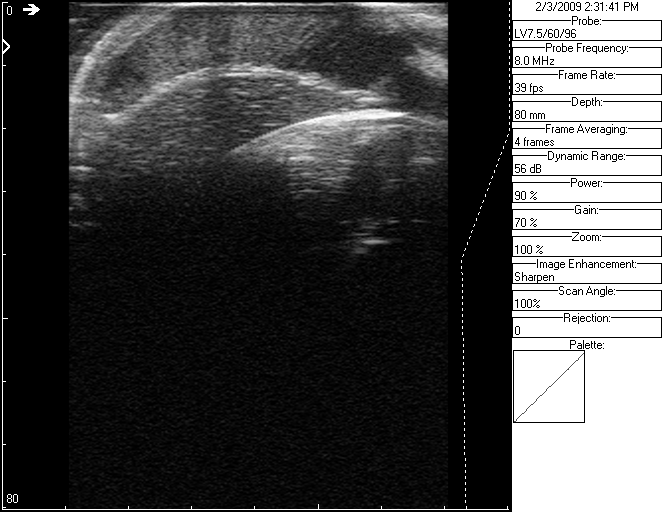 0
80
2/3/2009 2:31:41 PM
Probe:
LV7.5/60/96
Probe Frequency:
8.0 MHz
Frame Rate:
39 fps
Depth:
80 mm
Frame Averaging:
4 frames
Dynamic Range:
56 dB
Power:
90 %
Gain:
70 %
Zoom:
100 %
Image Enhancement:
Sharpen
Scan Angle:
100%
Rejection:
0
Palette: